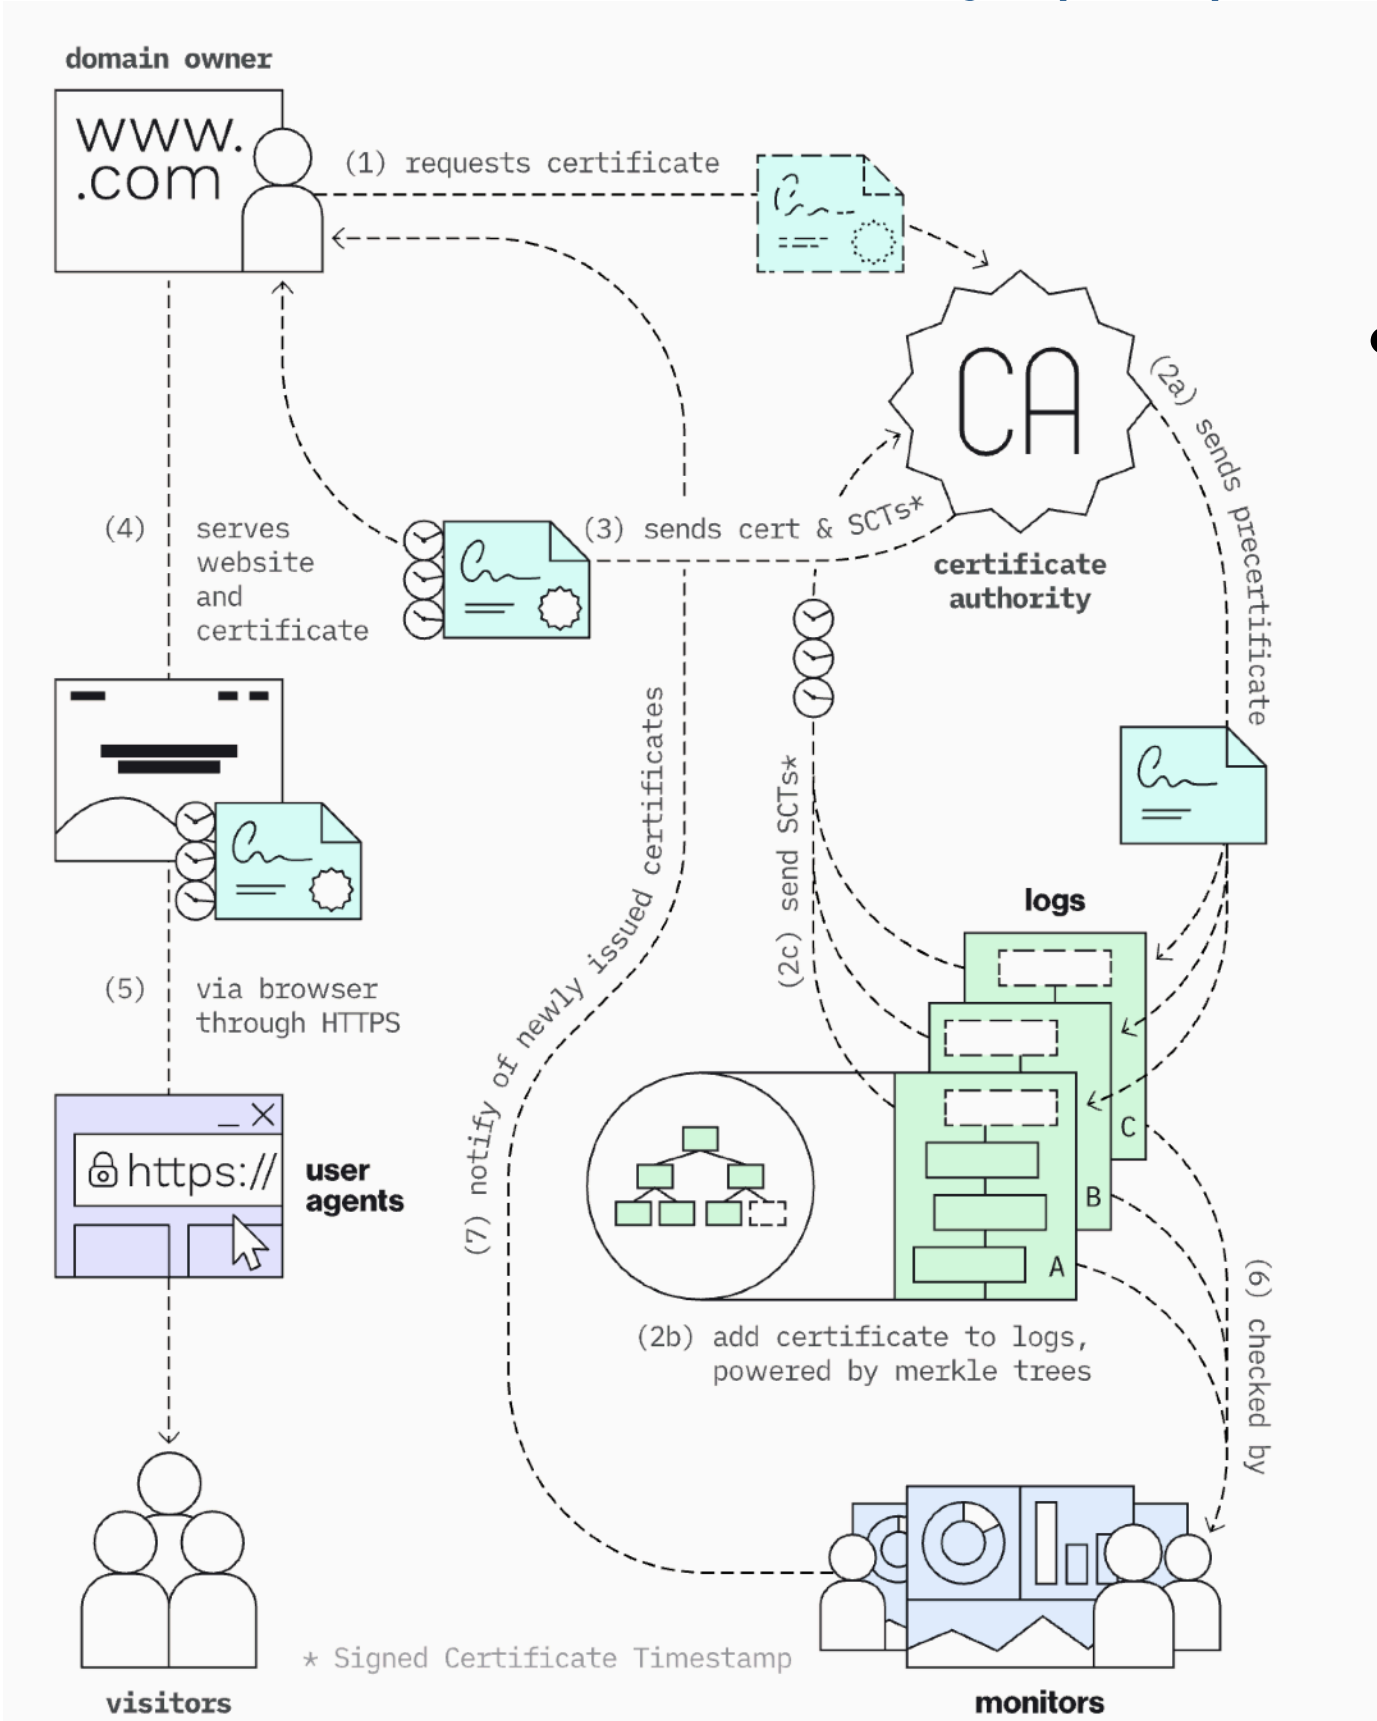 domain owner
www.
.com
(1) requests certificate
CA
(2a) sends precertificate
(3) sends cert & SCTs*
certificate
authority
(4) serves
website
and
certificate
(2c) send SCTs*
(7) notify of newly issued certificates
logs
(5) via browser
through HTTPS
https://
user
agents
C
B
A
(2b) add certificate to logs,
powered by merkle trees
(6) checked by
* Signed Certificate Timestamp
visitors
monitors